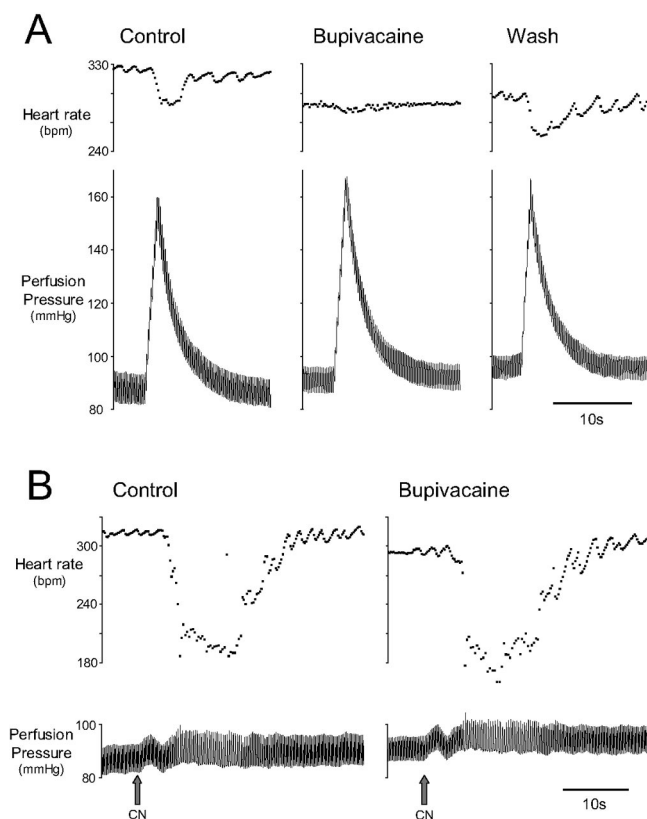 A
Control Bupivacaine Wash
330
Heart rate
(bpm)
240
160
140
Perfusion
Pressure
(mmHg)
120
100
80
10s
B
Control Bupivacaine
300
Heart rate
(bpm)
240
180
Perfusion
Pressure
(mmHg)
100
80
CN CN
10s